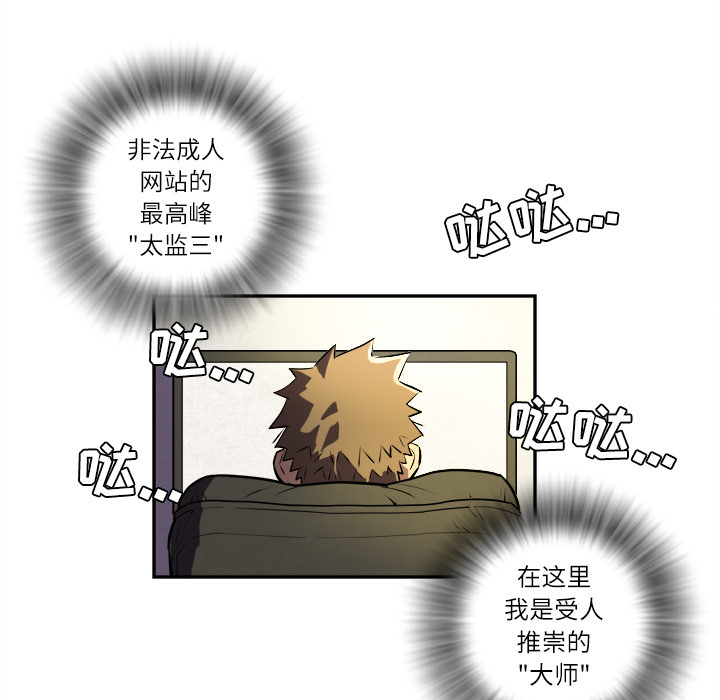 非法成人
网站的
最高峰
"太监三"
哒哒...
哒...
哒...
哒哒...
在这里
我是受人
推崇的
"大师"